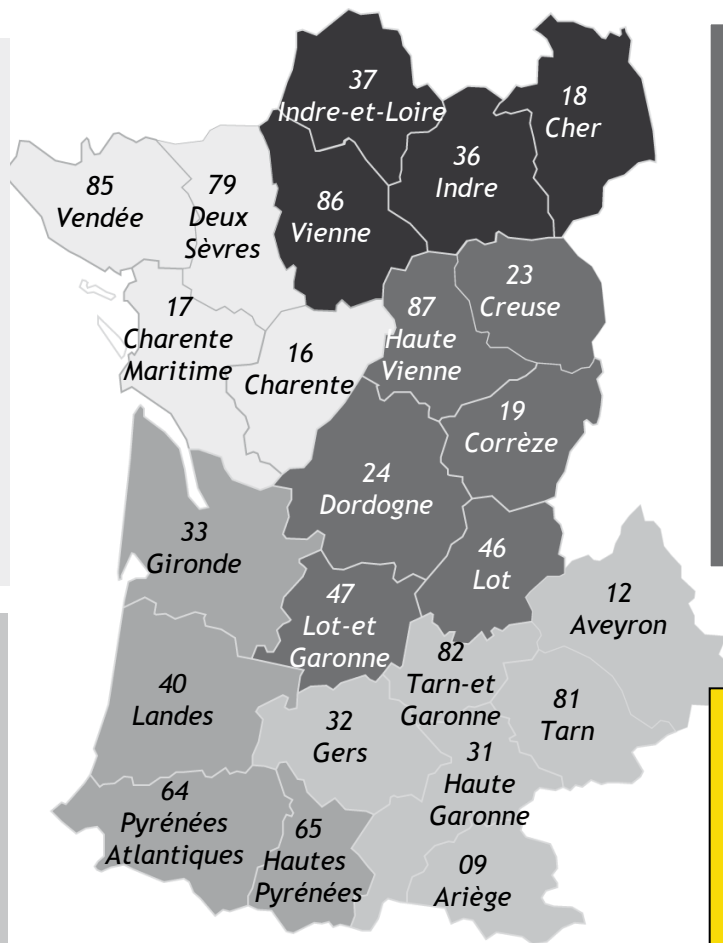 37
Indre-et-Loire
18
Cher
36
Indre
85
Vendée
79
Deux
Sèvres
86
Vienne
23
Creuse
87
Haute
Vienne
17
Charente
Maritime
16
Charente
19
Corrèze
24
Dordogne
33
Gironde
46
Lot
12
Aveyron
47
Lot-et
Garonne
82
Tarn-et
Garonne
40
Landes
81
Tarn
32
Gers
31
Haute
Garonne
64
Pyrénées
Atlantiques
65
Hautes
Pyrénées
09
Ariège